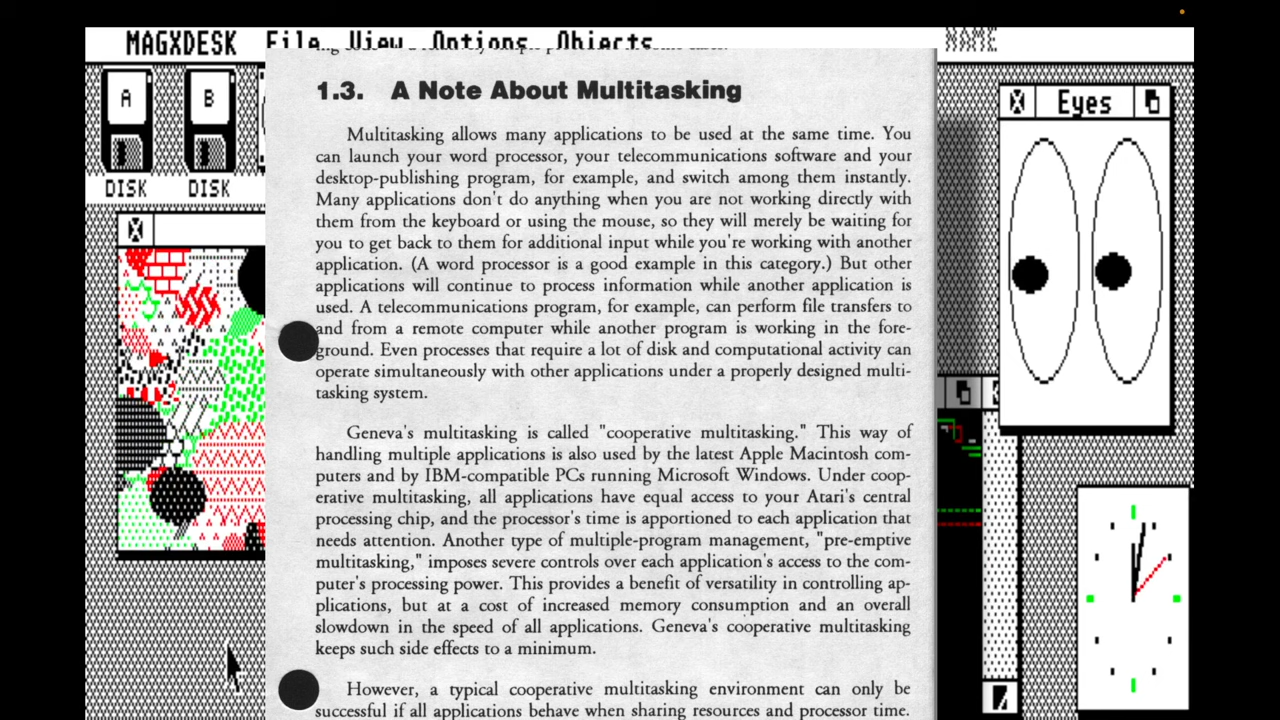 MAGXDESK File View Options Objects
NAME
A
B
DISK DISK
Eyes
1.3. A Note About Multitasking
Multitasking allows many applications to be used at the same time. You
can launch your word processor, your telecommunications software and your
desktop-publishing program, for example, and switch among them instantly.
Many applications don't do anything when you are not working directly with
them from the keyboard or using the mouse, so they will merely be waiting for
you to get back to them for additional input while you're working with another
application. (A word processor is a good example in this category.) But other
applications will continue to process information while another application is
used. A telecommunications program, for example, can perform file transfers to
and from a remote computer while another program is working in the fore-
ground. Even processes that require a lot of disk and computational activity can
operate simultaneously with other applications under a properly designed multi-
tasking system.
Geneva's multitasking is called "cooperative multitasking." This way of
handling multiple applications is also used by the latest Apple Macintosh com-
puters and by IBM-compatible PCs running Microsoft Windows. Under coop-
erative multitasking, all applications have equal access to your Atari's central
processing chip, and the processor's time is apportioned to each application that
needs attention. Another type of multiple-program management, "pre-emptive
multitasking," imposes severe controls over each application's access to the com-
puter's processing power. This provides a benefit of versatility in controlling ap-
plications, but at a cost of increased memory consumption and an overall
slowdown in the speed of all applications. Geneva's cooperative multitasking
keeps such side effects to a minimum.
However, a typical cooperative multitasking environment can only be
successful if all applications behave when sharing resources and processor time.